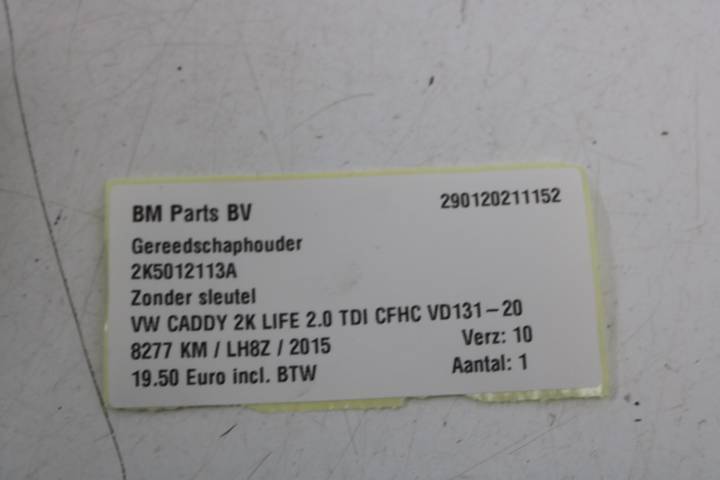 BM Parts BV 290120211152
Gereedschaphouder
2K5012113A
Zonder sleutel
VW CADDY 2K LIFE 2.0 TDI CFHC VD131-20
8277 KM / LH8Z / 2015 Verz: 10
19.50 Euro incl. BTW Aantal: 1